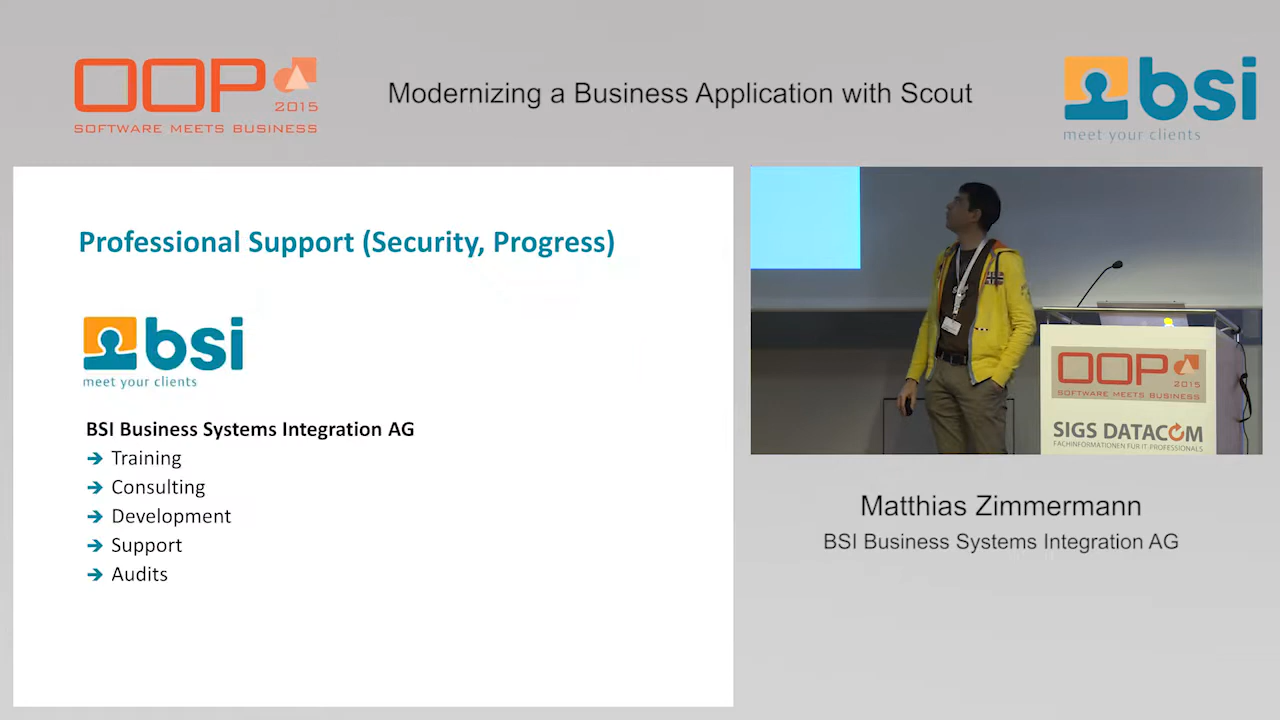 OOP
2015
SOFTWARE MEETS BUSINESS
Modernizing a Business Application with Scout
bsi
meet your clients
Professional Support (Security, Progress)
bsi
meet your clients
BSI Business Systems Integration AG
→ Training
→ Consulting
→ Development
→ Support
→ Audits
OOP
2015
SOFTWARE MEETS BUSINESS
SIGS DATACOM
FACHINFORMATIONEN FÜR IT PROFESSIONALS
Matthias Zimmermann
BSI Business Systems Integration AG